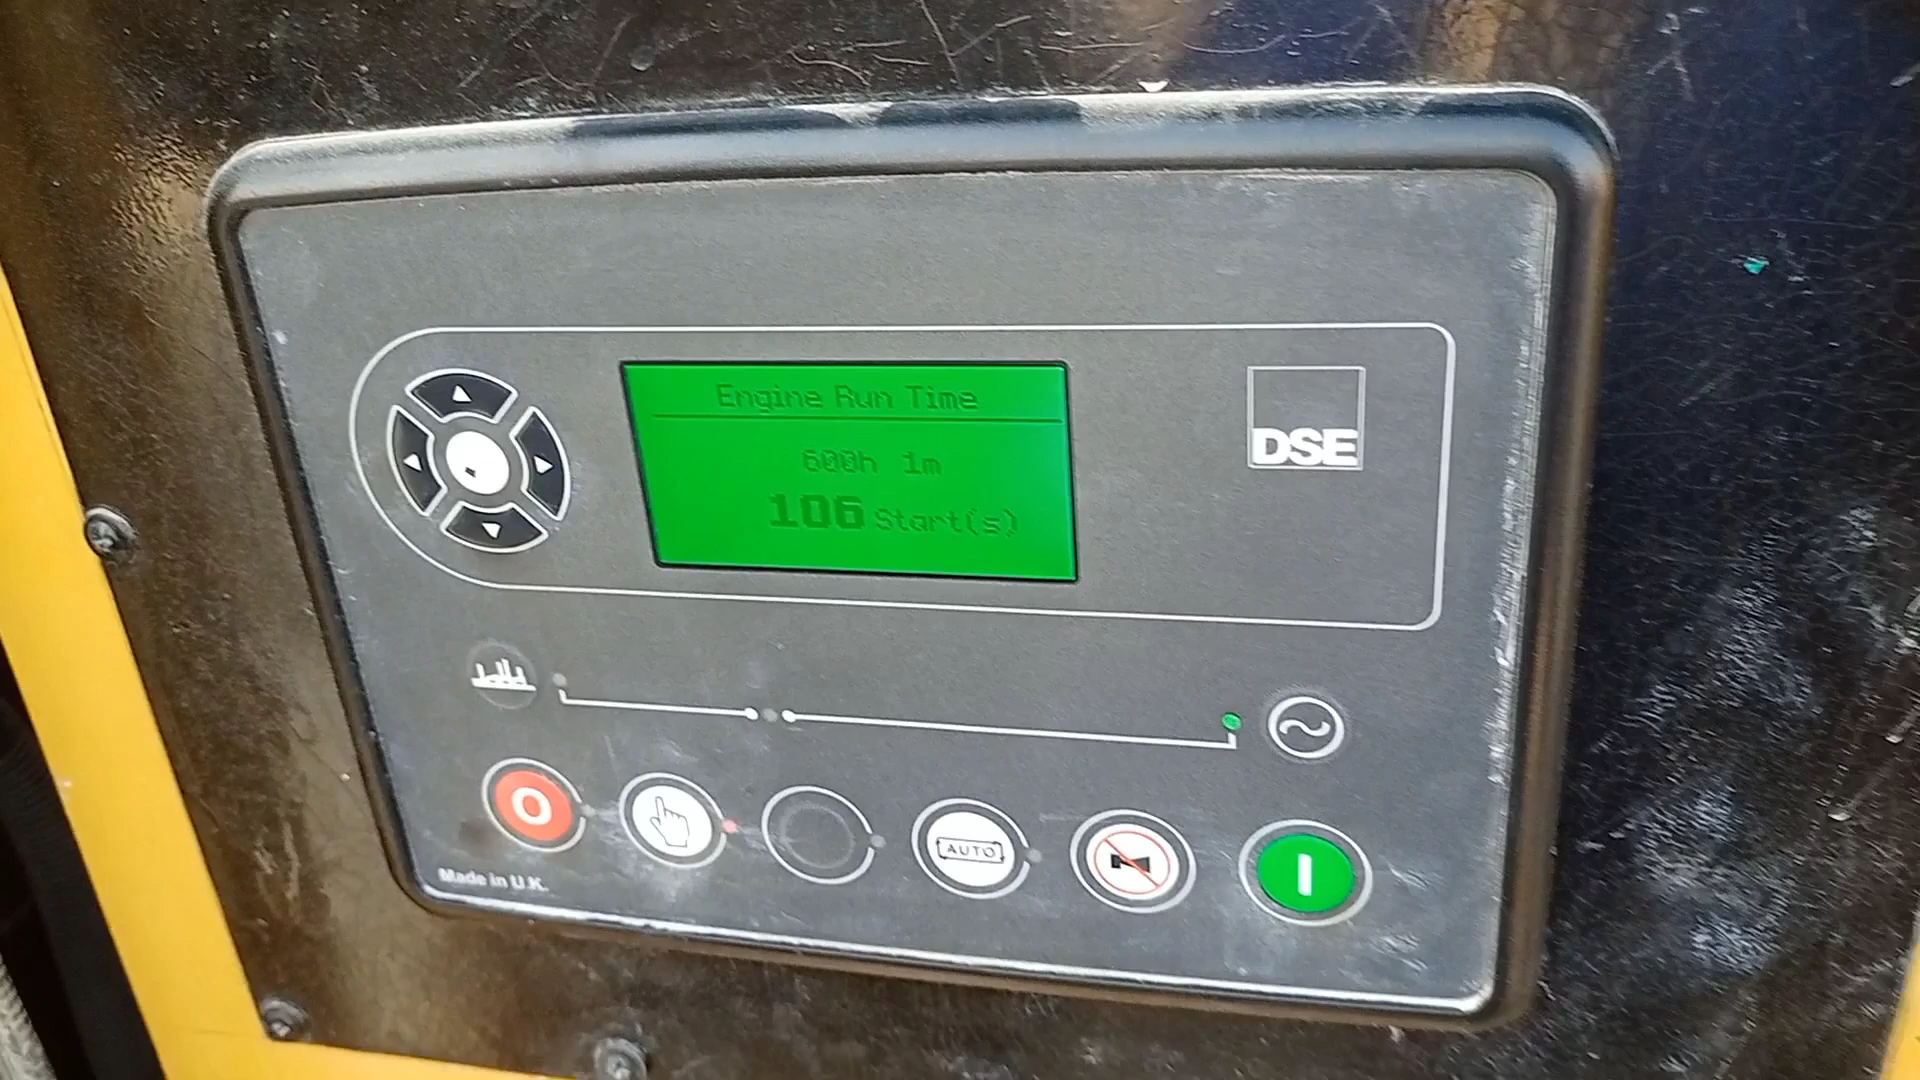 Engine Run Time
600h 1m
106 Start(s)
DSE
O
AUTO
I
Made in U.K.